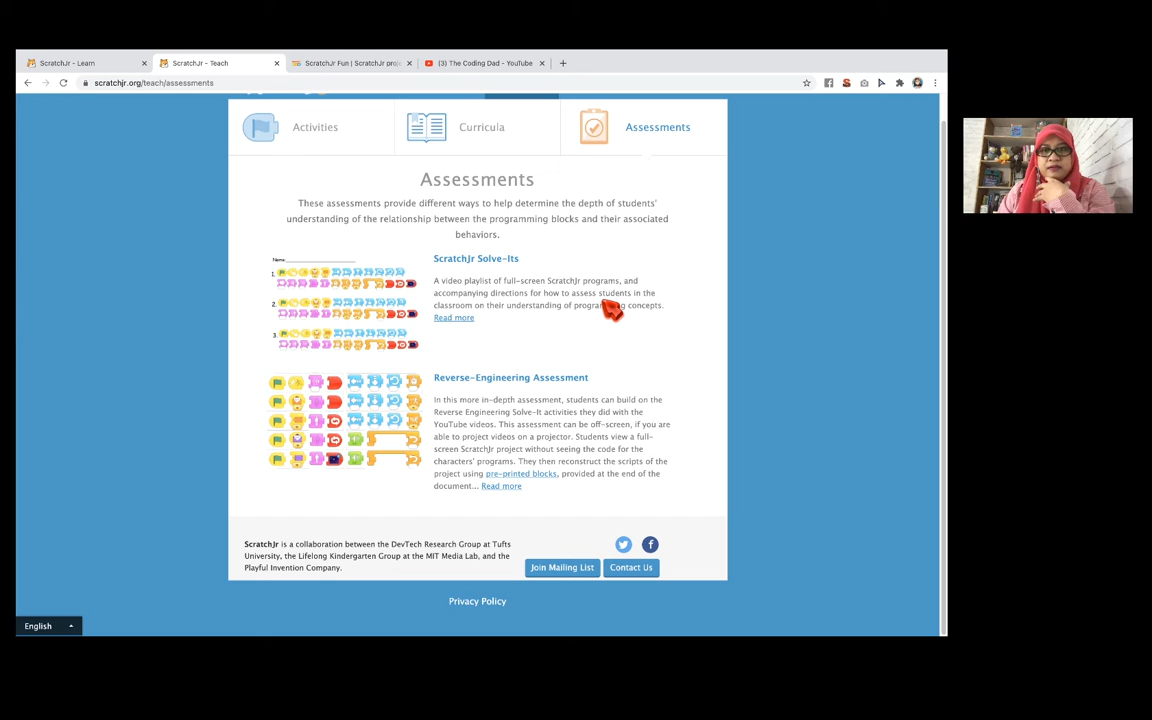 ScratchJr - Learn
ScratchJr - Teach
ScratchJr Fun | ScratchJr proj
(3) The Coding Dad - YouTube
scratchjr.org/teach/assessments
Activities
Curricula
Assessments
Assessments
These assessments provide different ways to help determine the depth of students'
understanding of the relationship between the programming blocks and their associated
behaviors.
Name
1.
2.
3.
ScratchJr Solve-Its
A video playlist of full-screen ScratchJr programs, and
accompanying directions for how to assess students in the
classroom on their understanding of programming concepts.
Read more
Reverse-Engineering Assessment
In this more in-depth assessment, students can build on the
Reverse Engineering Solve-It activities they did with the
YouTube videos. This assessment can be off-screen, if you are
able to project videos on a projector. Students view a full-
screen ScratchJr project without seeing the code for the
characters' programs. They then reconstruct the scripts of the
project using pre-printed blocks, provided at the end of the
document... Read more
ScratchJr is a collaboration between the DevTech Research Group at Tufts
University, the Lifelong Kindergarten Group at the MIT Media Lab, and the
Playful Invention Company.
Join Mailing List
Contact Us
Privacy Policy
English